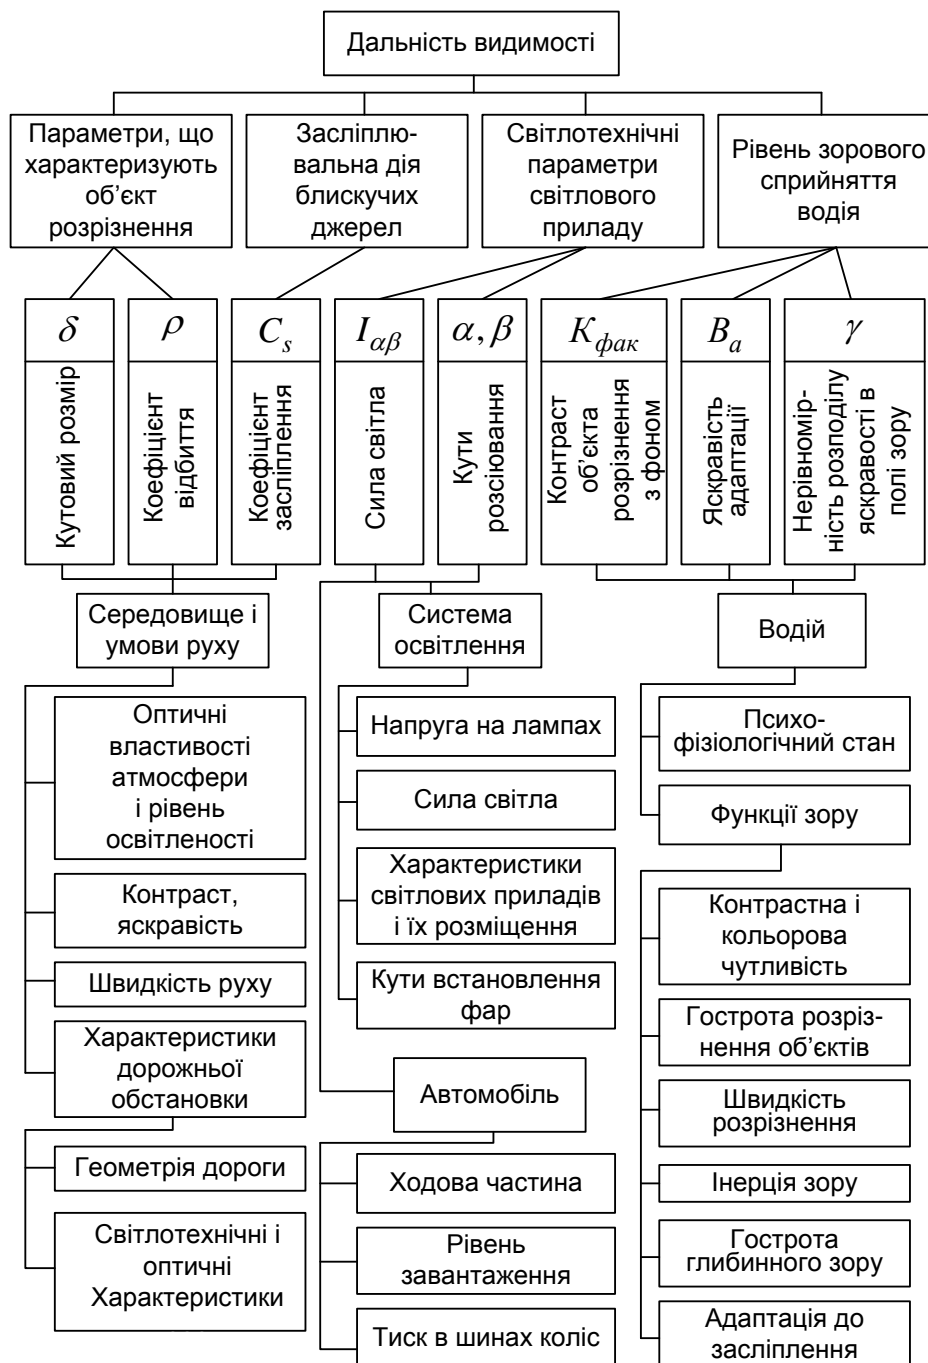 Дальність видимості
Параметри, що
характеризують
об’єкт
розрізнення
Засліплю-
вальна дія
блискучих
джерел
Світлотехнічні
параметри
світлового
приладу
Рівень зорового
сприйняття
водія
δ
ρ
C_s
I_αβ
α, β
K_фак
B_a
γ
Кутовий розмір
Коефіцієнт
відбиття
Коефіцієнт
засліплення
Сила світла
Кути
розсіювання
Контраст
об’єкта
розрізнення
з фоном
Яскравість
адаптації
Нерівномір-
ність розподілу
яскравості в
полі зору
Середовище і
умови руху
Оптичні
властивості
атмосфери
і рівень
освітленості
Контраст,
яскравість
Швидкість руху
Характеристики
дорожньої
обстановки
Геометрія дороги
Світлотехнічні і
оптичні
Характеристики
Система
освітлення
Напруга на лампах
Сила світла
Характеристики
світлових приладів
і їх розміщення
Кути встановлення
фар
Автомобіль
Ходова частина
Рівень
завантаження
Тиск в шинах коліс
Водій
Психо-
фізіологічний стан
Функції зору
Контрастна і
кольорова
чутливість
Гострота розріз-
нення об’єктів
Швидкість
розрізнення
Інерція зору
Гострота
глибинного зору
Адаптація до
засліплення